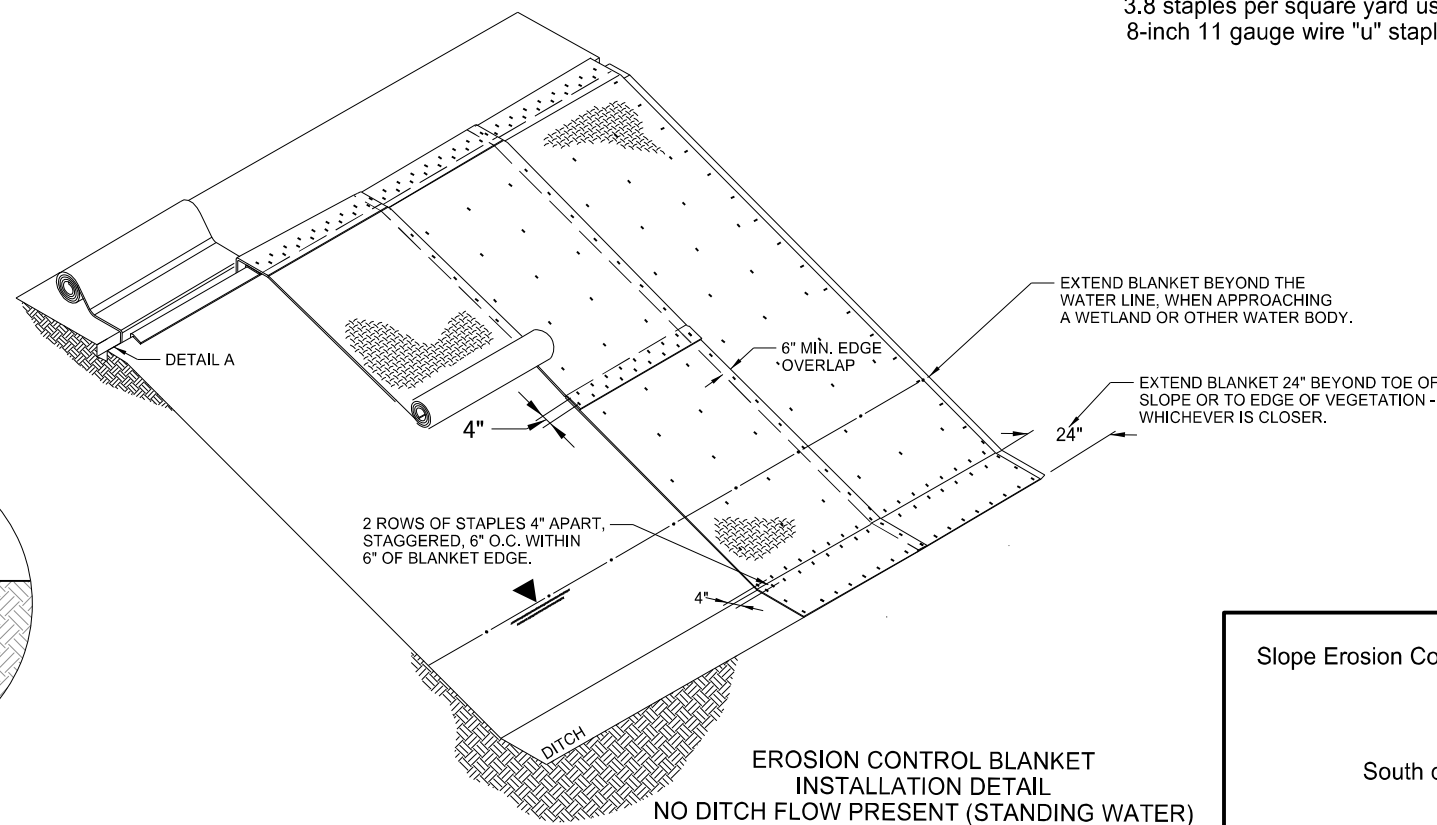 3.8 staples per square yard us
8-inch 11 gauge wire "u" stapl
EXTEND BLANKET BEYOND THE
WATER LINE, WHEN APPROACHING
A WETLAND OR OTHER WATER BODY.
6" MIN. EDGE
OVERLAP
DETAIL A
EXTEND BLANKET 24" BEYOND TOE OF
SLOPE OR TO EDGE OF VEGETATION -
WHICHEVER IS CLOSER.
24"
4"
2 ROWS OF STAPLES 4" APART,
STAGGERED, 6" O.C. WITHIN
6" OF BLANKET EDGE.
4"
DITCH
EROSION CONTROL BLANKET
INSTALLATION DETAIL
NO DITCH FLOW PRESENT (STANDING WATER)
Slope Erosion Co
South o